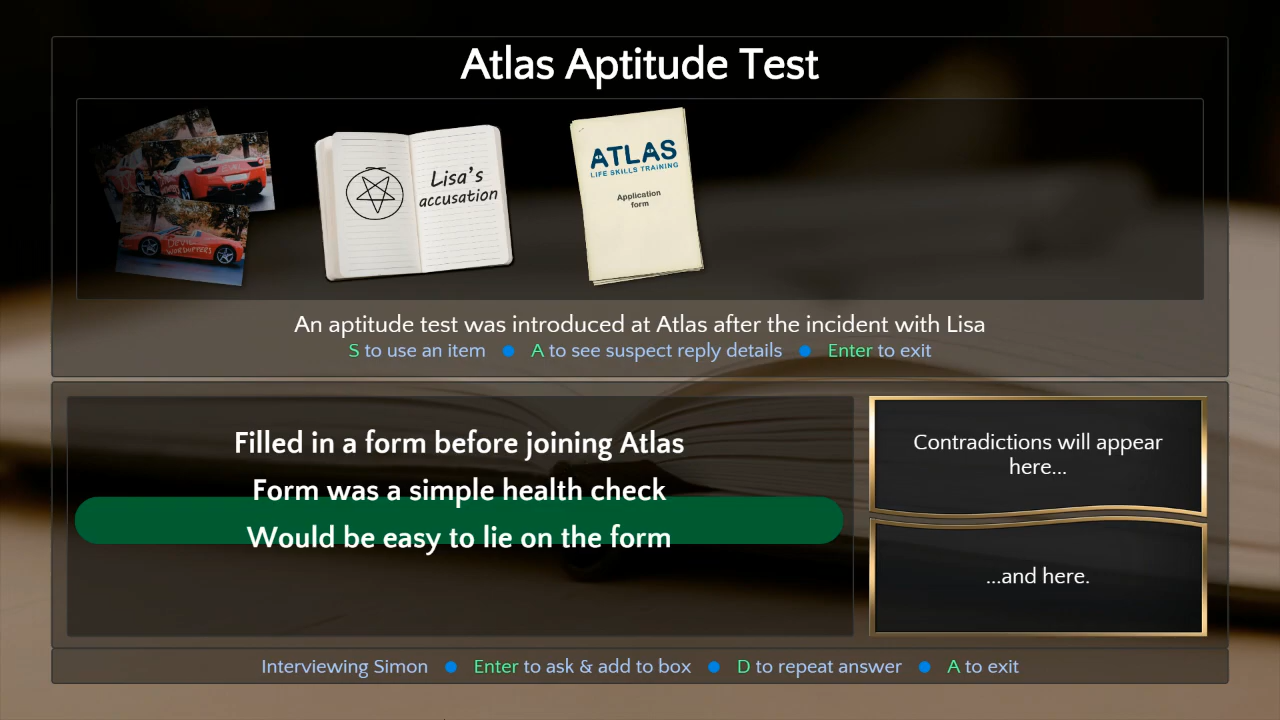 Atlas Aptitude Test
Lisa's
accusation
ATLAS
LIFE SKILLS TRAINING
Application
form
An aptitude test was introduced at Atlas after the incident with Lisa
S to use an item
A to see suspect reply details
Enter to exit
Filled in a form before joining Atlas
Form was a simple health check
Would be easy to lie on the form
Contradictions will appear
here...
...and here.
Interviewing Simon
Enter to ask & add to box
D to repeat answer
A to exit